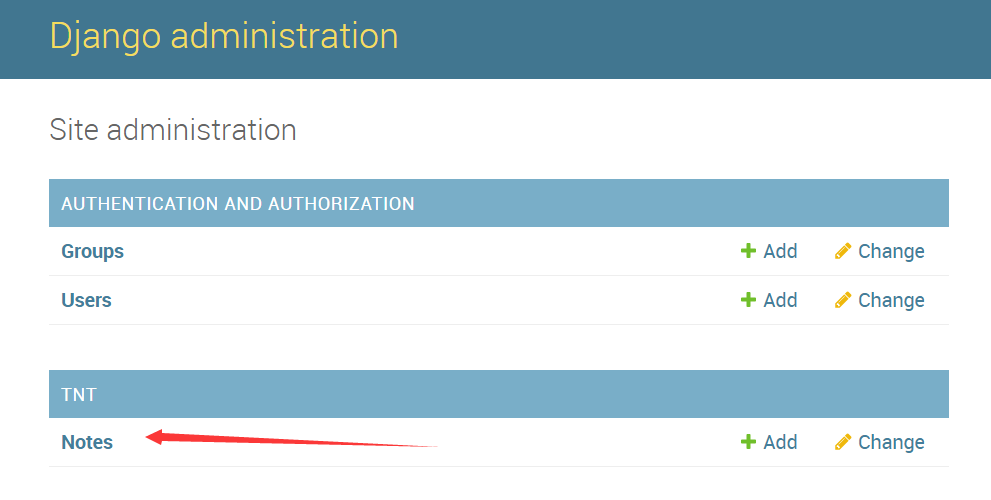 Django administration
Site administration
AUTHENTICATION AND AUTHORIZATION
Groups Add Change
Users Add Change
TNT
Notes Add Change